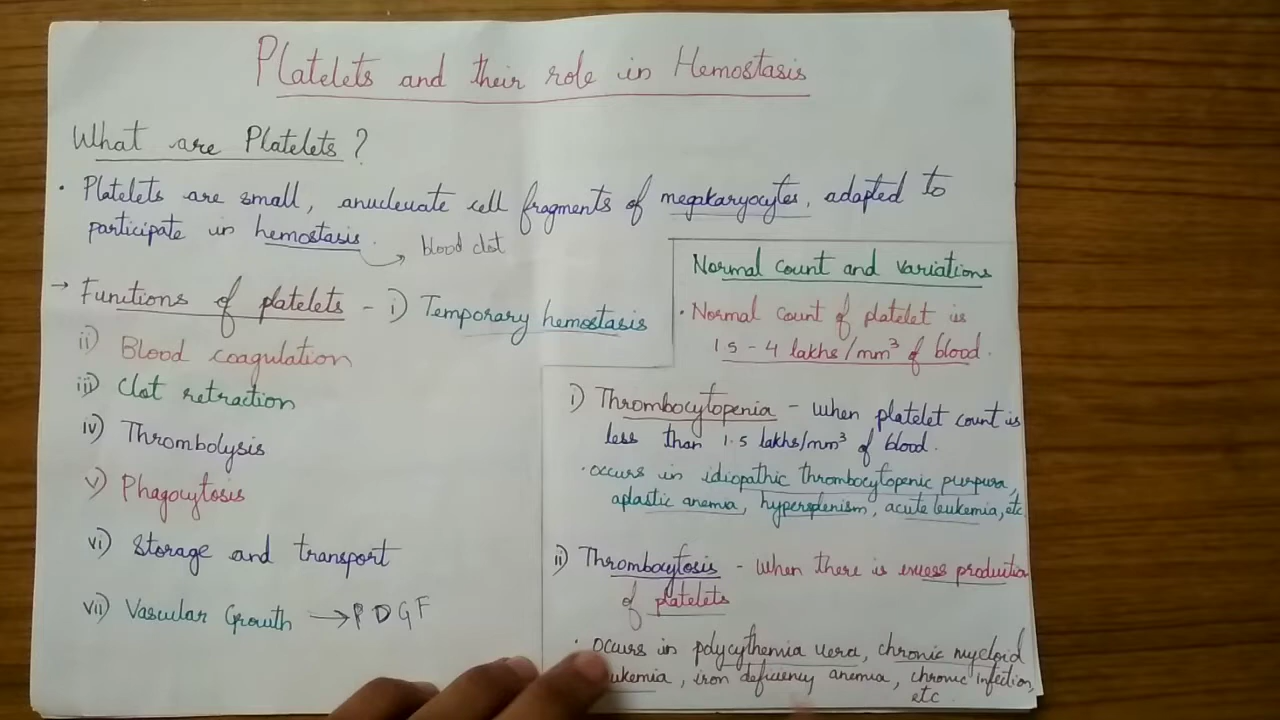 Platelets and their role in Hemostasis
What are Platelets?
• Platelets are small, anucleuate cell fragments of megakaryocytes, adapted to
participate in hemostasis.
→ blood clot
→ Functions of platelets - i) Temporary hemostasis
ii) Blood coagulation
iii) Clot retraction
iv) Thrombolysis
v) Phagocytosis
vi) Storage and transport
vii) Vascular Growth → PDGF
Normal count and variations
• Normal count of platelet is
1.5 - 4 lakhs/mm³ of blood.
i) Thrombocytopenia - when platelet count is
less than 1.5 lakhs/mm³ of blood.
• occurs in idiopathic thrombocytopenic purpura,
aplastic anemia, hypersplenism, acute leukemia, etc.
ii) Thrombocytosis - when there is excess production
of platelets
• occurs in polycythemia vera, chronic myeloid
ukemia, iron deficiency anemia, chronic infection,
etc.